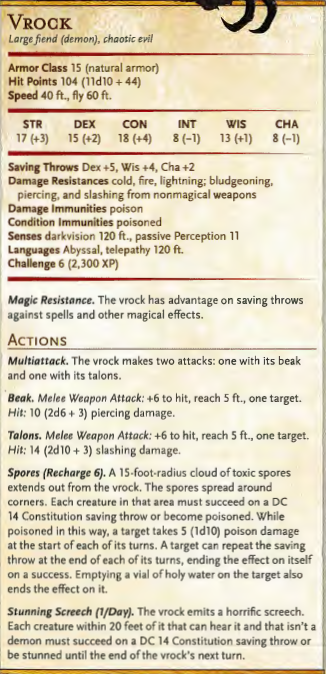 VROCK
Large fiend (demon), chaotic evil
Armor Class 15 (natural armor)
Hit Points 104 (11d10 + 44)
Speed 40 ft., fly 60 ft.
STR DEX CON INT WIS CHA
17 (+3) 15 (+2) 18 (+4) 8 (−1) 13 (+1) 8 (−1)
Saving Throws Dex +5, Wis +4, Cha +2
Damage Resistances cold, fire, lightning; bludgeoning,
piercing, and slashing from nonmagical weapons
Damage Immunities poison
Condition Immunities poisoned
Senses darkvision 120 ft., passive Perception 11
Languages Abyssal, telepathy 120 ft.
Challenge 6 (2,300 XP)
Magic Resistance. The vrock has advantage on saving throws
against spells and other magical effects.
ACTIONS
Multiattack. The vrock makes two attacks: one with its beak
and one with its talons.
Beak. Melee Weapon Attack: +6 to hit, reach 5 ft., one target.
Hit: 10 (2d6 + 3) piercing damage.
Talons. Melee Weapon Attack: +6 to hit, reach 5 ft., one target.
Hit: 14 (2d10 + 3) slashing damage.
Spores (Recharge 6). A 15-foot-radius cloud of toxic spores
extends out from the vrock. The spores spread around
corners. Each creature in that area must succeed on a DC
14 Constitution saving throw or become poisoned. While
poisoned in this way, a target takes 5 (1d10) poison damage
at the start of each of its turns. A target can repeat the saving
throw at the end of each of its turns, ending the effect on itself
on a success. Emptying a vial of holy water on the target also
ends the effect on it.
Stunning Screech (1/Day). The vrock emits a horrific screech.
Each creature within 20 feet of it that can hear it and that isn't a
demon must succeed on a DC 14 Constitution saving throw or
be stunned until the end of the vrock's next turn.